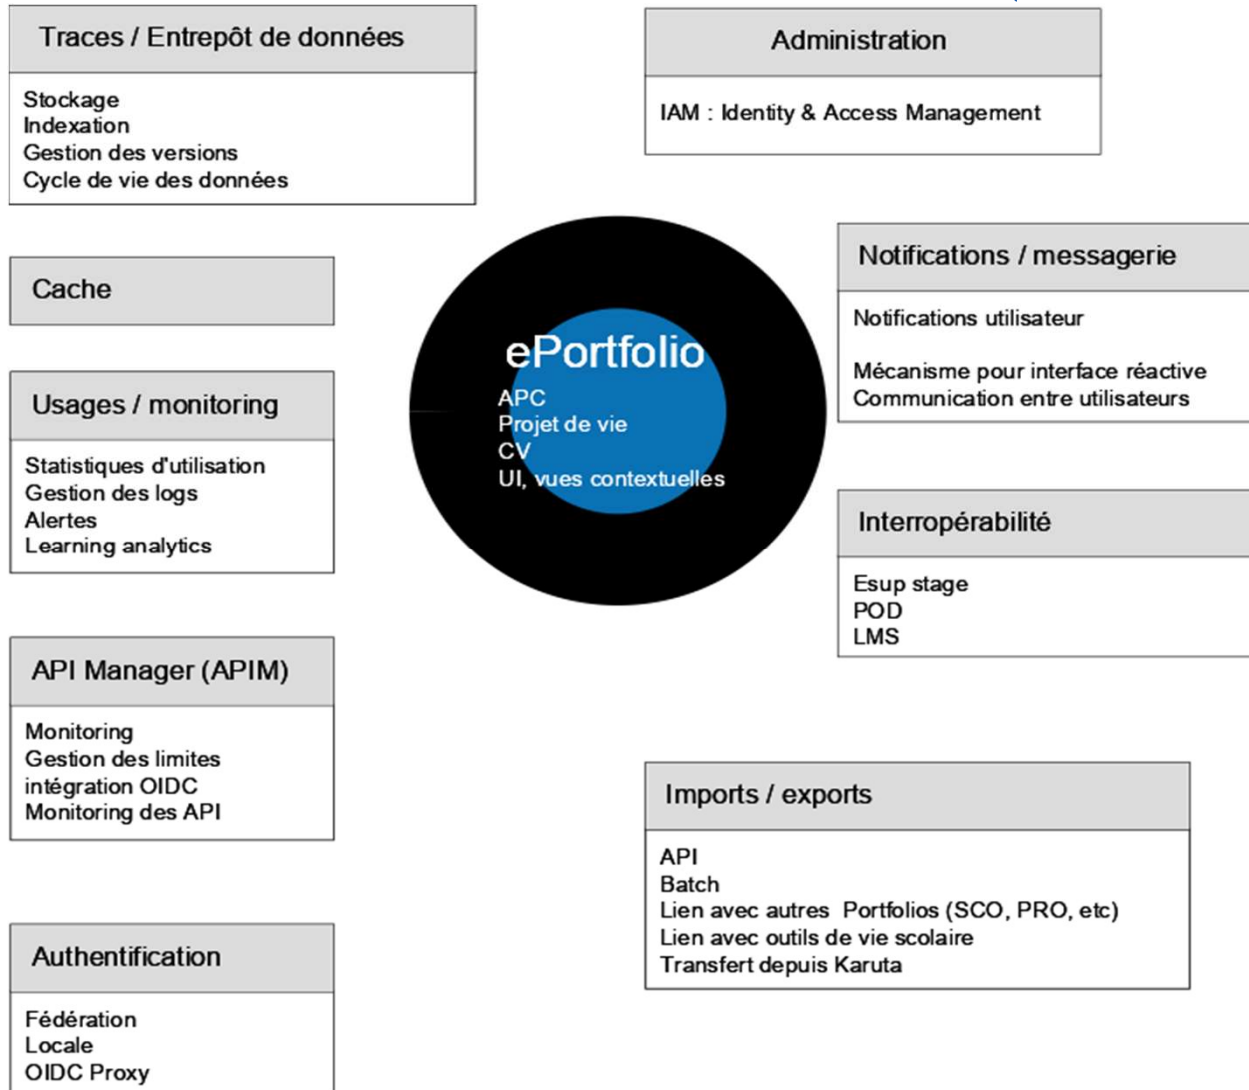 Traces / Entrepôt de données
Stockage
Indexation
Gestion des versions
Cycle de vie des données
Administration
IAM : Identity & Access Management
Cache
Usages / monitoring
Statistiques d'utilisation
Gestion des logs
Alertes
Learning analytics
ePortfolio
APC
Projet de vie
CV
UI, vues contextuelles
Notifications / messagerie
Notifications utilisateur
Mécanisme pour interface réactive
Communication entre utilisateurs
Interropérabilité
Esup stage
POD
LMS
API Manager (APIM)
Monitoring
Gestion des limites
intégration OIDC
Monitoring des API
Imports / exports
API
Batch
Lien avec autres Portfolios (SCO, PRO, etc)
Lien avec outils de vie scolaire
Transfert depuis Karuta
Authentification
Fédération
Locale
OIDC Proxy